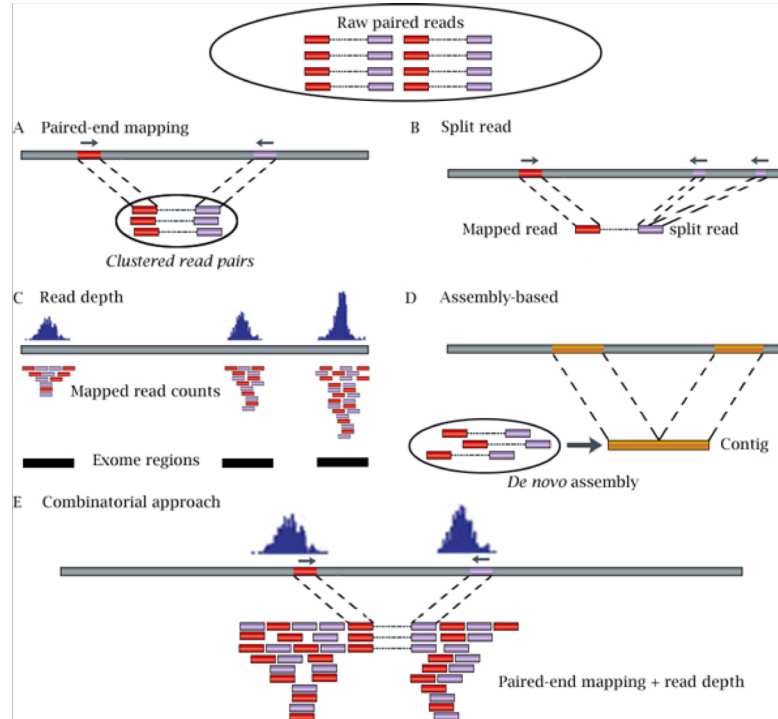 Raw paired reads
A Paired-end mapping
Clustered read pairs
B Split read
Mapped read
split read
C Read depth
Mapped read counts
Exome regions
D Assembly-based
Contig
De novo assembly
E Combinatorial approach
Paired-end mapping + read depth